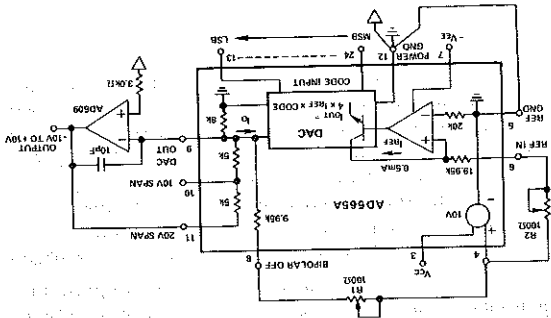 R1
100Ω
BIPOLAR OFF
VCC
4
3
8
R2
100Ω
11
20V SPAN
10V
+
-
9.95k
5k
AD565A
10
10V SPAN
REF IN
6
19.95k
0.5mA
IREF
5k
10pF
DAC
IOUT =
4 x IREF x CODE
IO
8k
9
DAC
OUT
REF
GND
5
20k
CODE INPUT
AD509
OUTPUT
-10V TO +10V
3.0kΩ
7
-VEE
12
POWER
GND
24
MSB
13
LSB